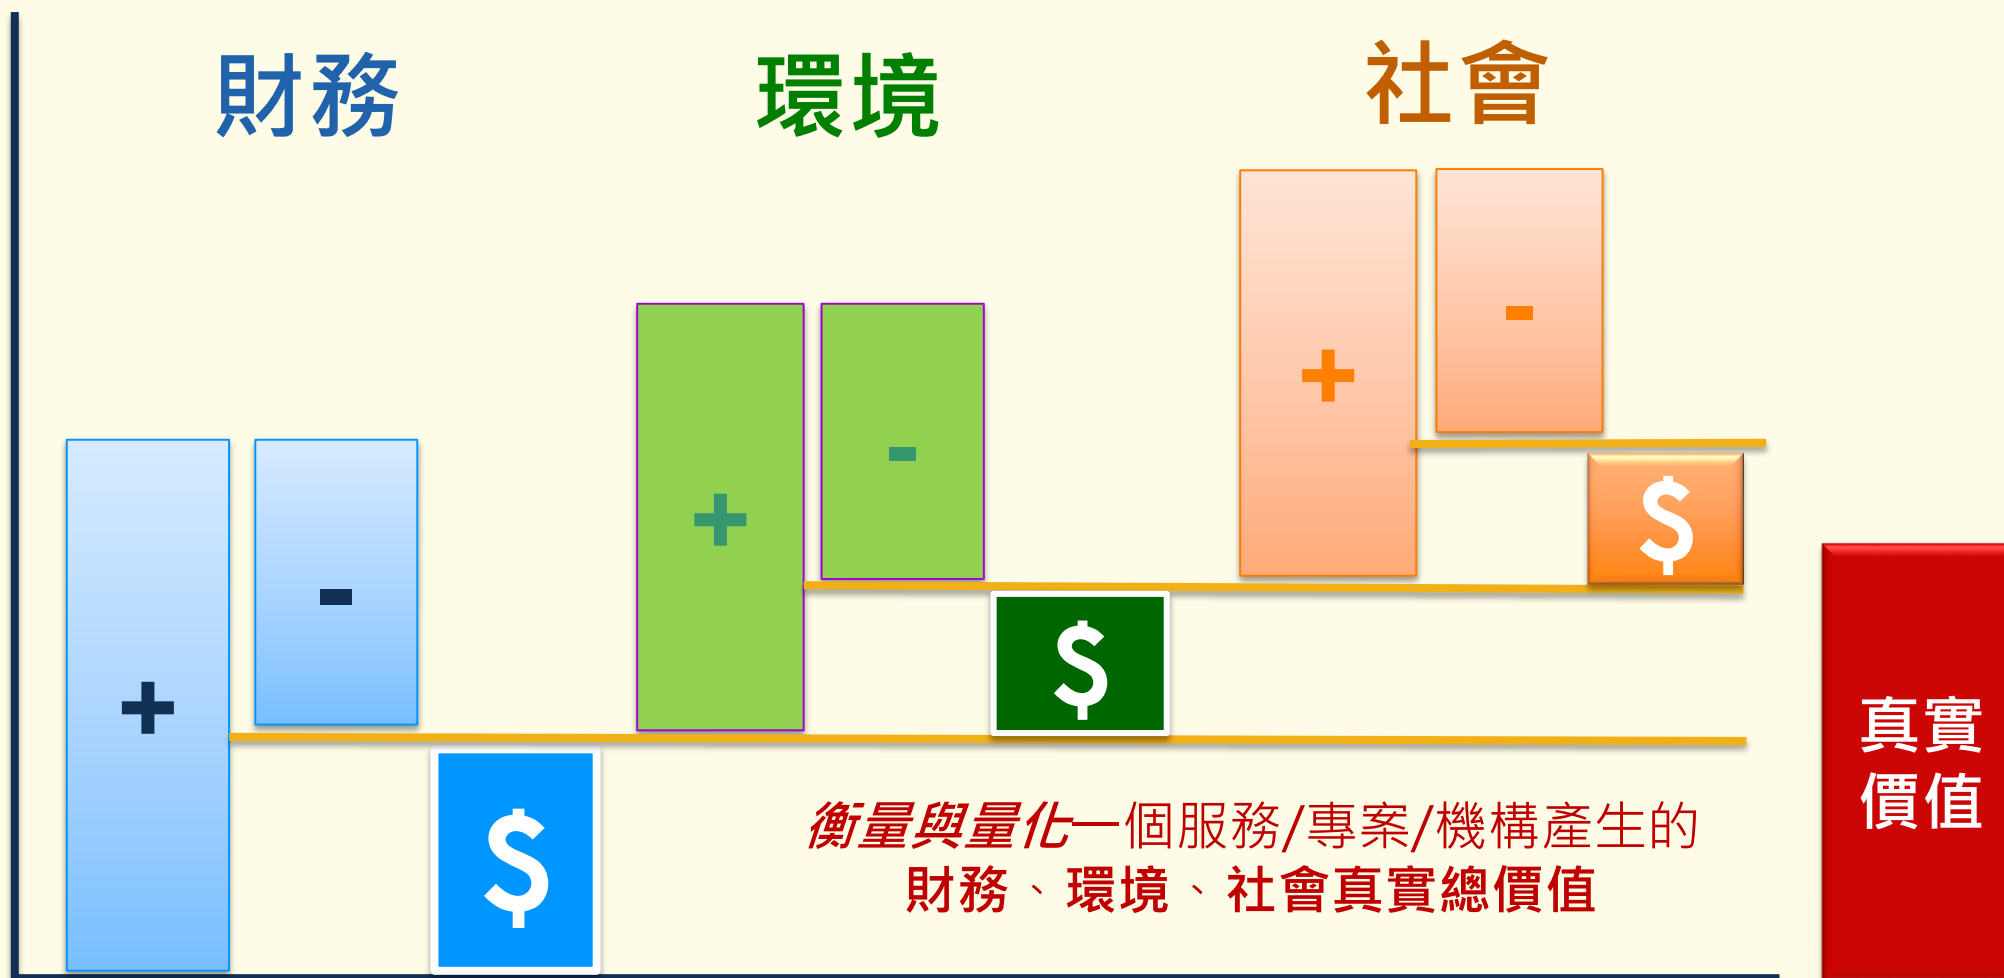 財務
環境
社會
+
-
$
+
-
$
+
-
$
真實
價值
衡量與量化一個服務/專案/機構產生的
財務、環境、社會真實總價值